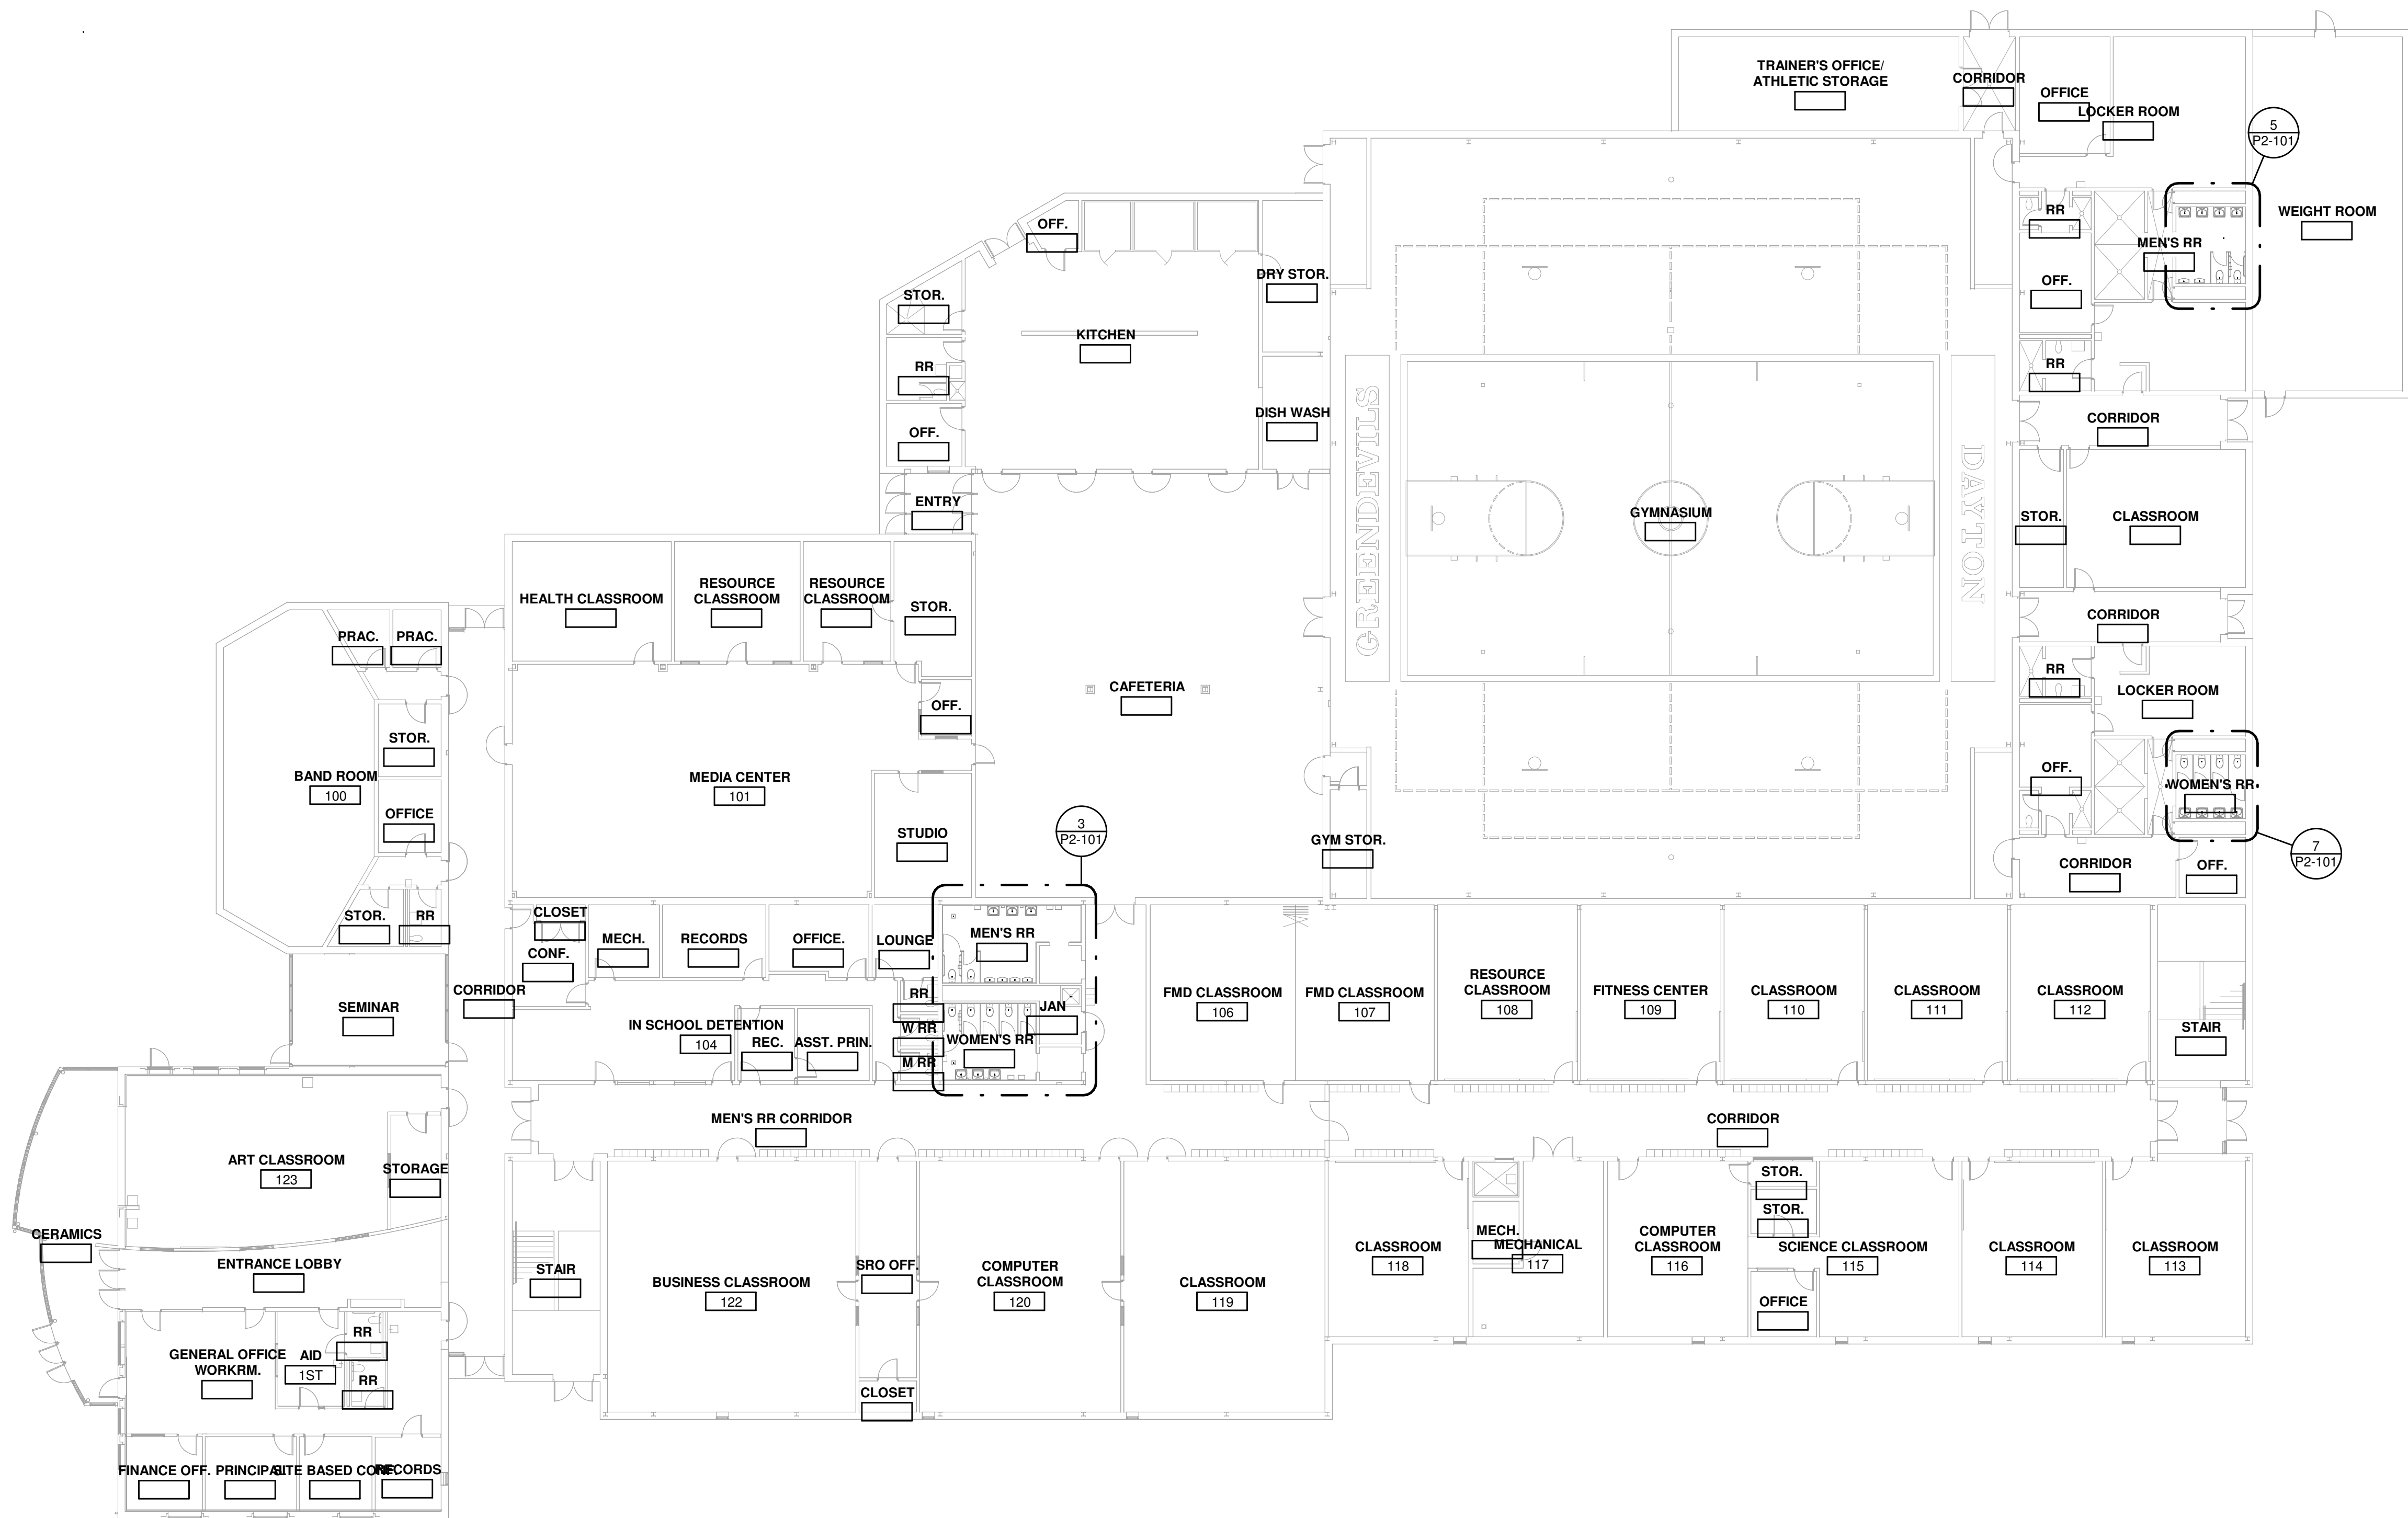 TRAINER'S OFFICE/
ATHLETIC STORAGE
CORRIDOR
OFFICE
LOCKER ROOM
5
P2-101
RR
WEIGHT ROOM
MEN'S RR
OFF.
RR
OFF.
STOR.
DRY STOR.
KITCHEN
RR
OFF.
DISH WASH
CORRIDOR
GREENDEVILS
DAYTON
ENTRY
GYMNASIUM
STOR.
CLASSROOM
HEALTH CLASSROOM
RESOURCE
CLASSROOM
RESOURCE
CLASSROOM
STOR.
CORRIDOR
PRAC.
PRAC.
RR
LOCKER ROOM
CAFETERIA
OFF.
STOR.
BAND ROOM
100
MEDIA CENTER
101
OFF.
WOMEN'S RR
OFFICE
STUDIO
3
P2-101
GYM STOR.
7
P2-101
CORRIDOR
OFF.
STOR.
RR
CLOSET
CONF.
MECH.
RECORDS
OFFICE.
LOUNGE
MEN'S RR
CORRIDOR
SEMINAR
RR
JAN
FMD CLASSROOM
106
FMD CLASSROOM
107
RESOURCE
CLASSROOM
108
FITNESS CENTER
109
CLASSROOM
110
CLASSROOM
111
CLASSROOM
112
STAIR
IN SCHOOL DETENTION
104
REC.
ASST. PRIN.
W RR
M RR
WOMEN'S RR
MEN'S RR CORRIDOR
CORRIDOR
ART CLASSROOM
123
STORAGE
CERAMICS
ENTRANCE LOBBY
STAIR
BUSINESS CLASSROOM
122
SRO OFF.
COMPUTER
CLASSROOM
120
CLASSROOM
119
CLASSROOM
118
MECH.
MECHANICAL
117
COMPUTER
CLASSROOM
116
STOR.
STOR.
SCIENCE CLASSROOM
115
OFFICE
CLASSROOM
114
CLASSROOM
113
GENERAL OFFICE
WORKRM.
AID
1ST
RR
RR
CLOSET
FINANCE OFF.
PRINCIPAL
SITE BASED CONF.
RECORDS